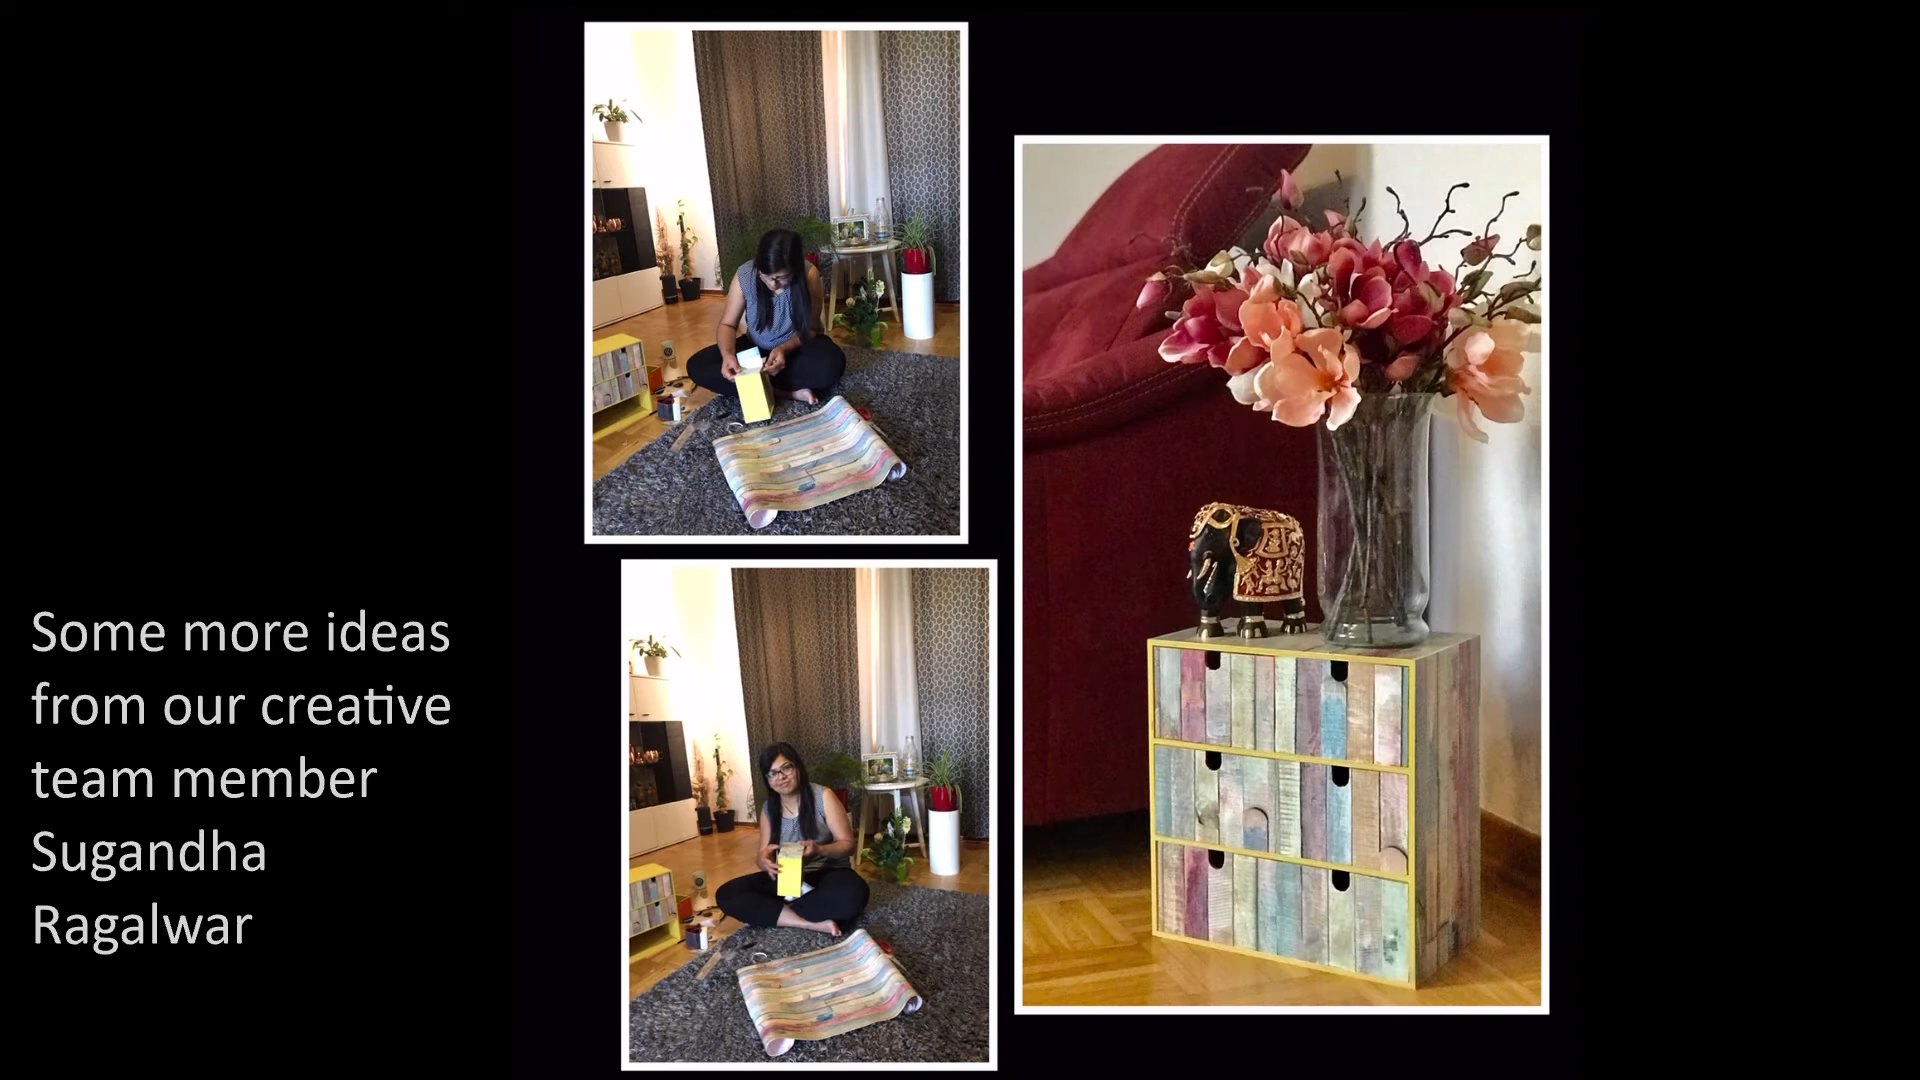 Some more ideas
from our creative
team member
Sugandha
Ragalwar